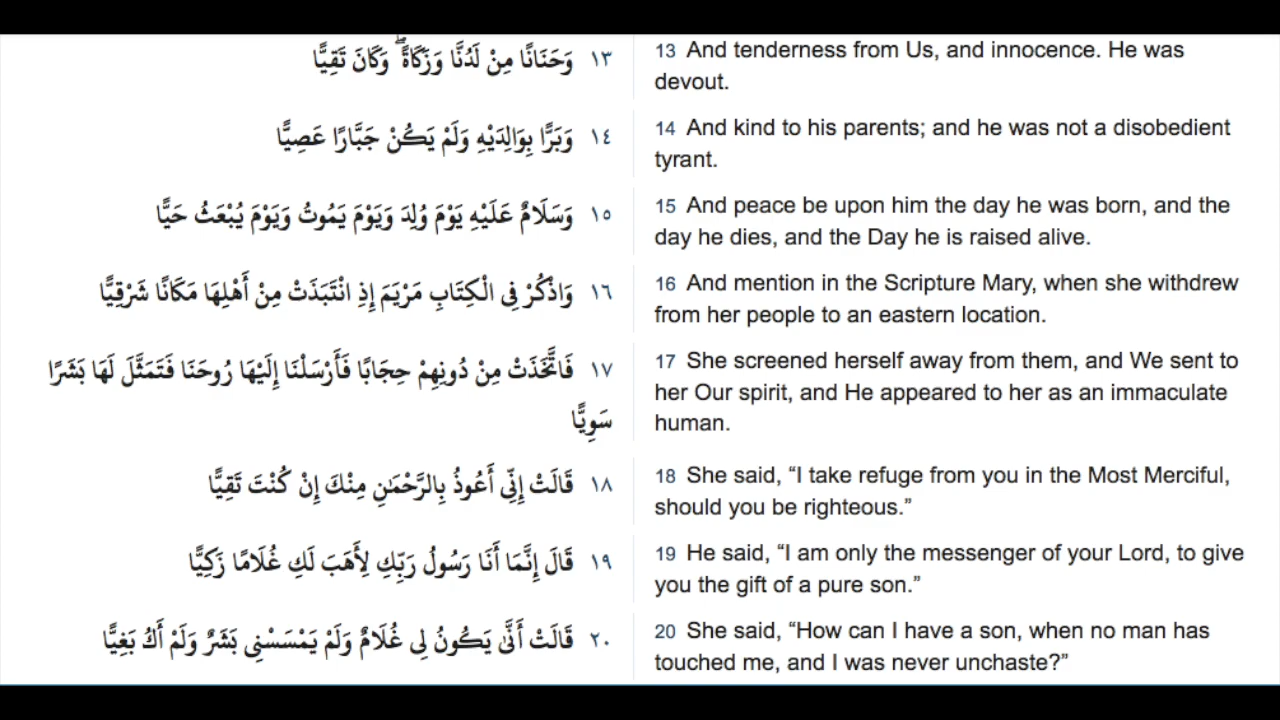 ١٣ وَحَنَانًا مِنْ لَدُنَّا وَزَكَاةً ۖ وَكَانَ تَقِيًّا
13 And tenderness from Us, and innocence. He was
devout.
١٤ وَبَرًّا بِوَالِدَيْهِ وَلَمْ يَكُنْ جَبَّارًا عَصِيًّا
14 And kind to his parents; and he was not a disobedient
tyrant.
١٥ وَسَلَامٌ عَلَيْهِ يَوْمَ وُلِدَ وَيَوْمَ يَمُوتُ وَيَوْمَ يُبْعَثُ حَيًّا
15 And peace be upon him the day he was born, and the
day he dies, and the Day he is raised alive.
١٦ وَاذْكُرْ فِي الْكِتَابِ مَرْيَمَ إِذِ انْتَبَذَتْ مِنْ أَهْلِهَا مَكَانًا شَرْقِيًّا
16 And mention in the Scripture Mary, when she withdrew
from her people to an eastern location.
١٧ فَاتَّخَذَتْ مِنْ دُونِهِمْ حِجَابًا فَأَرْسَلْنَا إِلَيْهَا رُوحَنَا فَتَمَثَّلَ لَهَا بَشَرًا
سَوِيًّا
17 She screened herself away from them, and We sent to
her Our spirit, and He appeared to her as an immaculate
human.
١٨ قَالَتْ إِنِّي أَعُوذُ بِالرَّحْمَٰنِ مِنْكَ إِنْ كُنْتَ تَقِيًّا
18 She said, “I take refuge from you in the Most Merciful,
should you be righteous.”
١٩ قَالَ إِنَّمَا أَنَا رَسُولُ رَبِّكِ لِأَهَبَ لَكِ غُلَامًا زَكِيًّا
19 He said, “I am only the messenger of your Lord, to give
you the gift of a pure son.”
٢٠ قَالَتْ أَنَّىٰ يَكُونُ لِي غُلَامٌ وَلَمْ يَمْسَسْنِي بَشَرٌ وَلَمْ أَكُ بَغِيًّا
20 She said, “How can I have a son, when no man has
touched me, and I was never unchaste?”